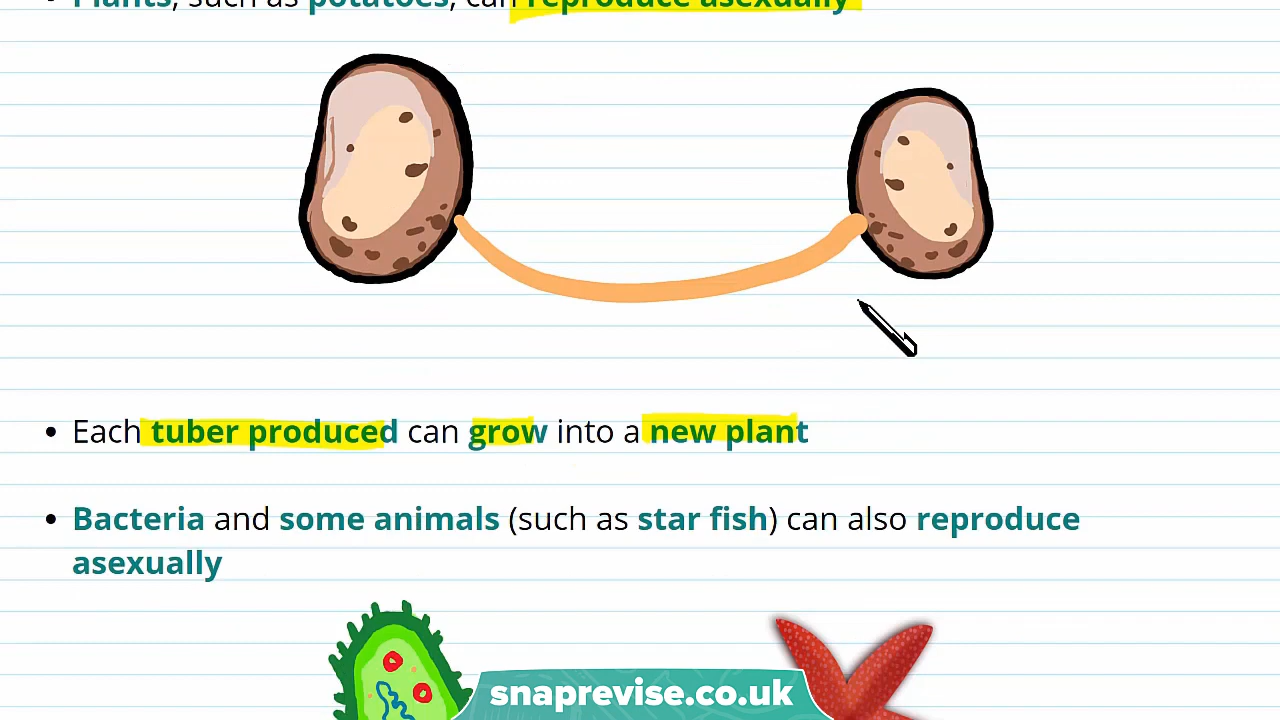 • Plants, such as potatoes, can reproduce asexually
• Each tuber produced can grow into a new plant
• Bacteria and some animals (such as star fish) can also reproduce
asexually
snaprevise.co.uk